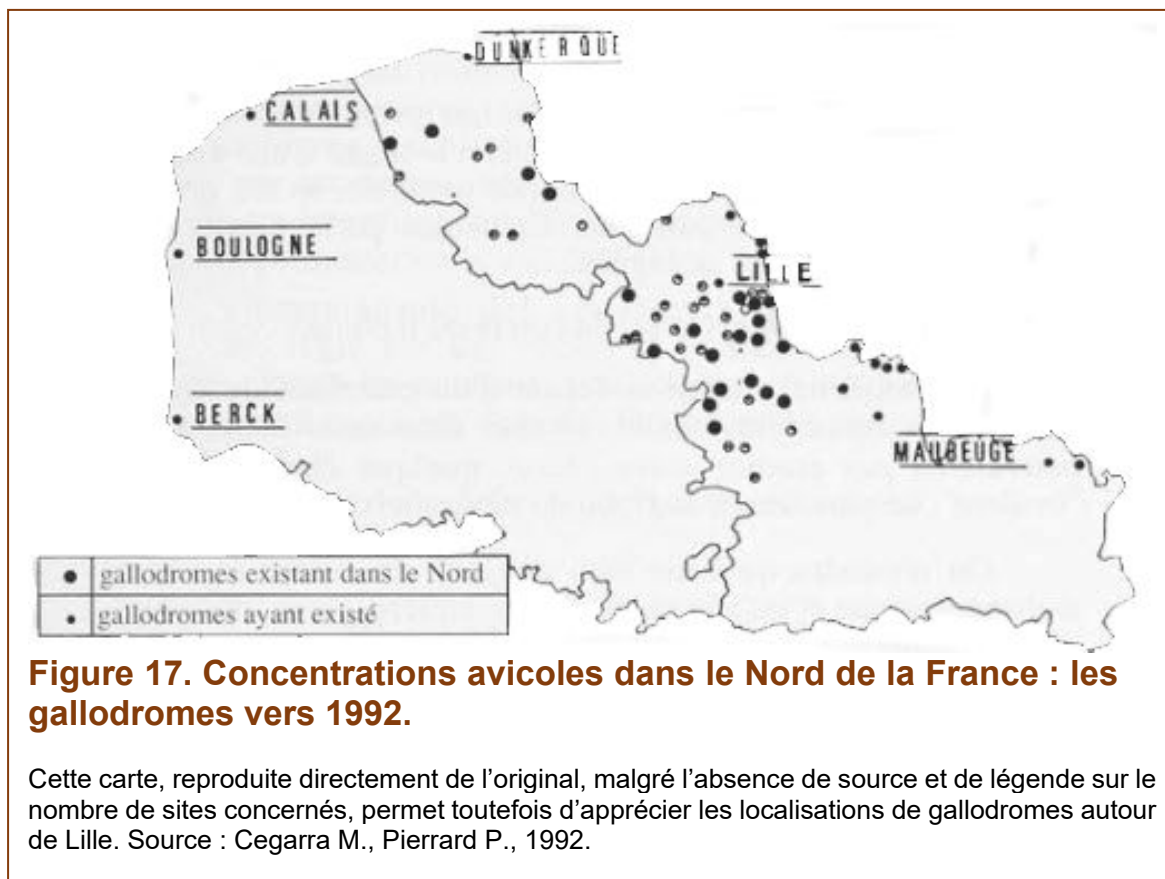 DUNKERQUE
CALAIS
BOULOGNE
LILLE
BERCK
MAUBEUGE
gallodromes existant dans le Nord
gallodromes ayant existé
Figure 17. Concentrations avicoles dans le Nord de la France : les
gallodromes vers 1992.
Cette carte, reproduite directement de l’original, malgré l’absence de source et de légende sur le
nombre de sites concernés, permet toutefois d’apprécier les localisations de gallodromes autour
de Lille. Source : Cegarra M., Pierrard P., 1992.